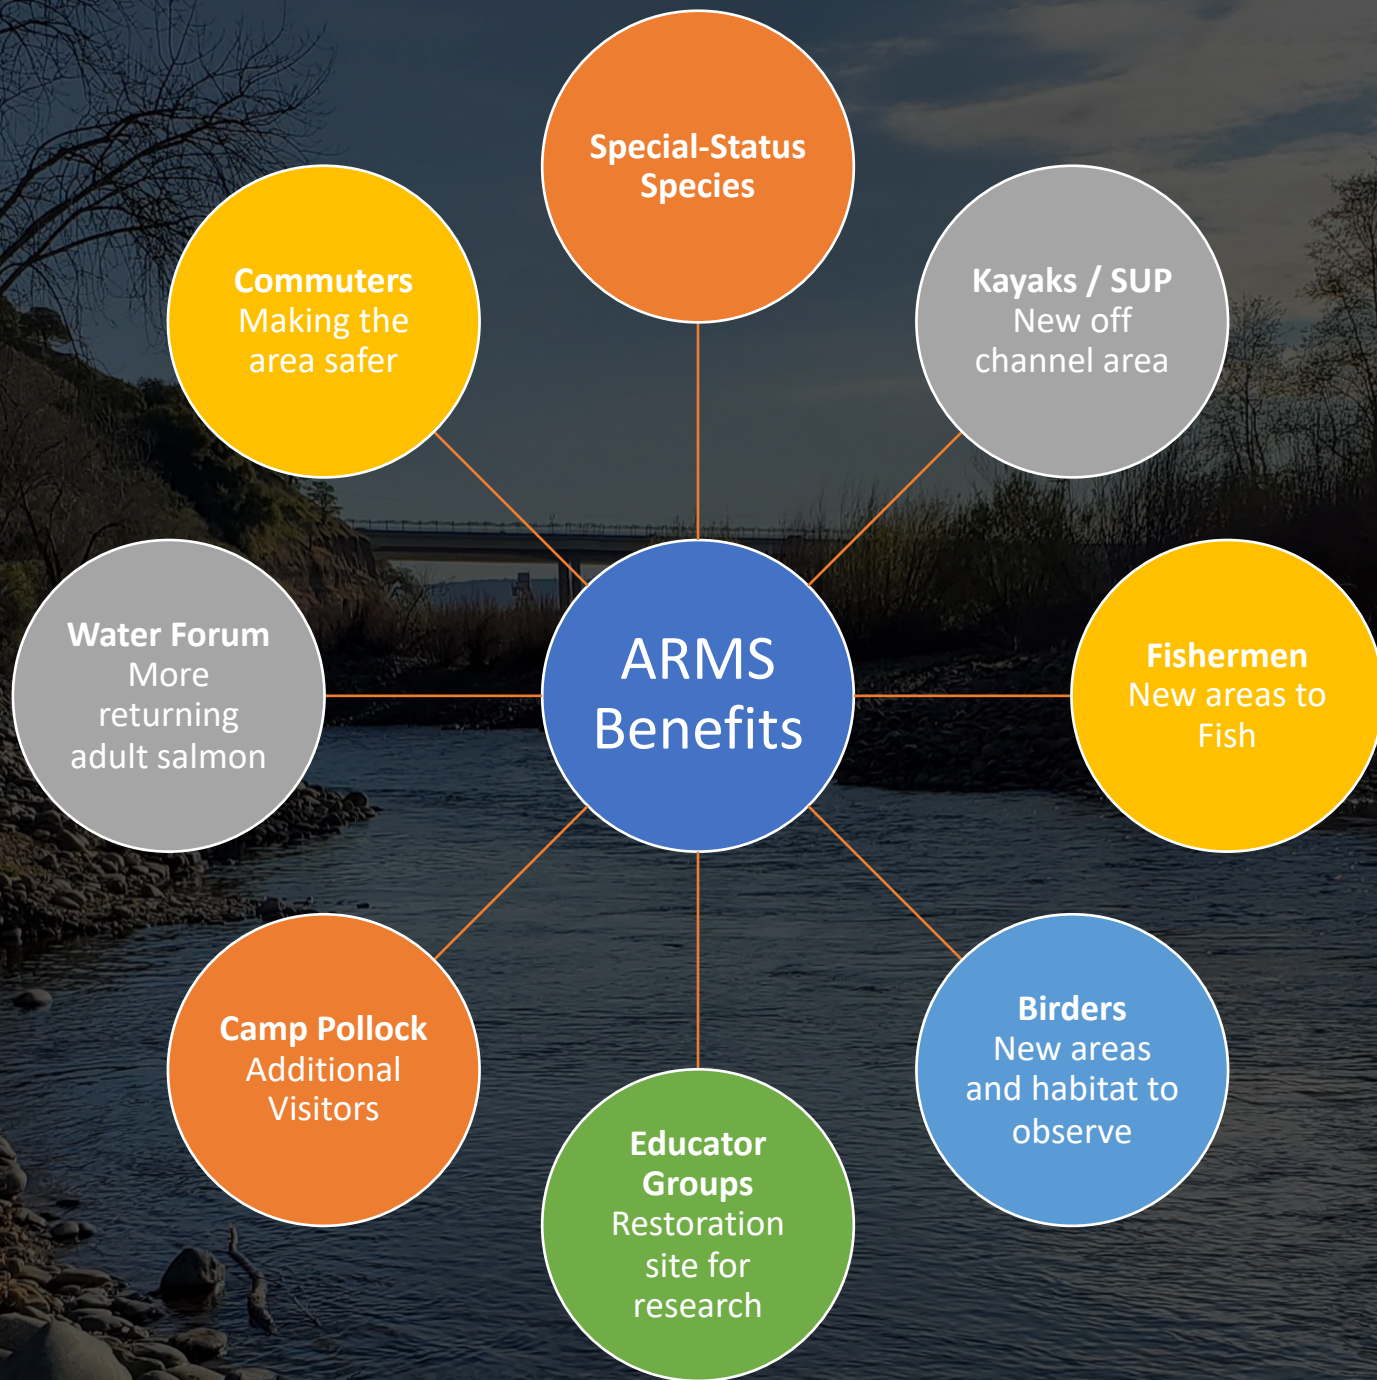 Special-Status
Species
Kayaks / SUP
New off
channel area
Fishermen
New areas to
Fish
Birders
New areas
and habitat to
observe
Educator
Groups
Restoration
site for
research
Camp Pollock
Additional
Visitors
Water Forum
More
returning
adult salmon
Commuters
Making the
area safer
ARMS
Benefits